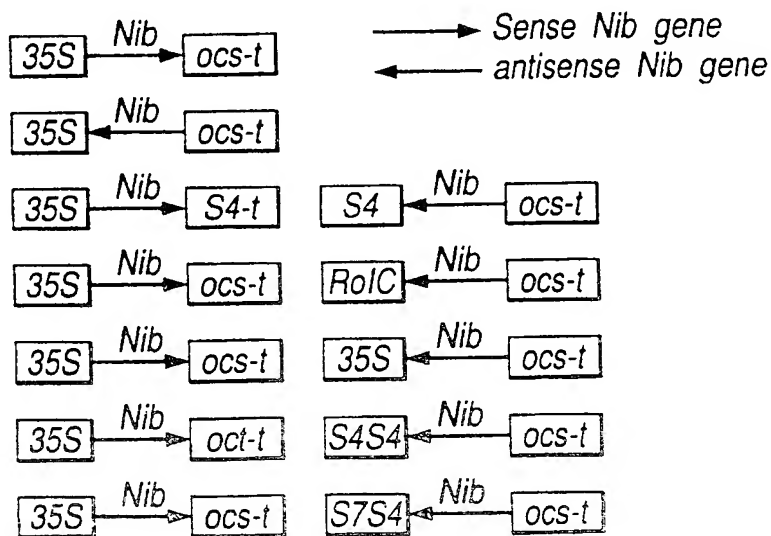 Nib
35S ocs-t
Sense Nib gene
antisense Nib gene
Nib
35S ocs-t
Nib Nib
35S S4-t S4 ocs-t
Nib Nib
35S ocs-t RolC ocs-t
Nib Nib
35S ocs-t 35S ocs-t
Nib Nib
35S oct-t S4S4 ocs-t
Nib Nib
35S ocs-t S7S4 ocs-t